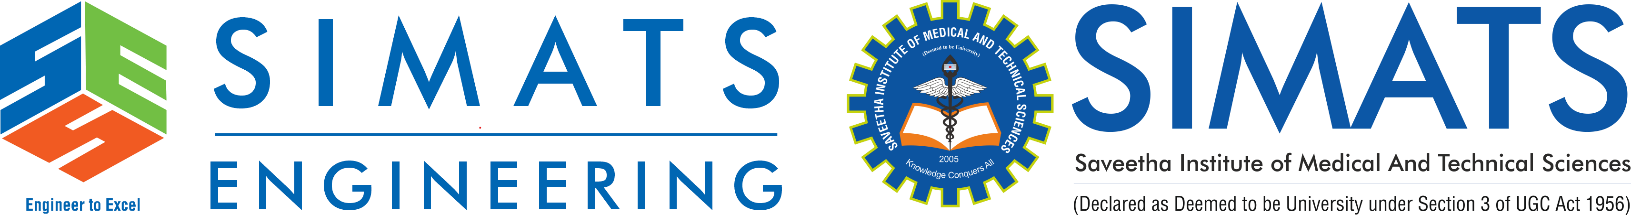 SES
Engineer to Excel
SIMATS
ENGINEERING
SAVEETHA INSTITUTE OF MEDICAL AND TECHNICAL SCIENCES
(Deemed to be University)
2005
Knowledge Conquers All
SIMATS
Saveetha Institute of Medical And Technical Sciences
(Declared as Deemed to be University under Section 3 of UGC Act 1956)